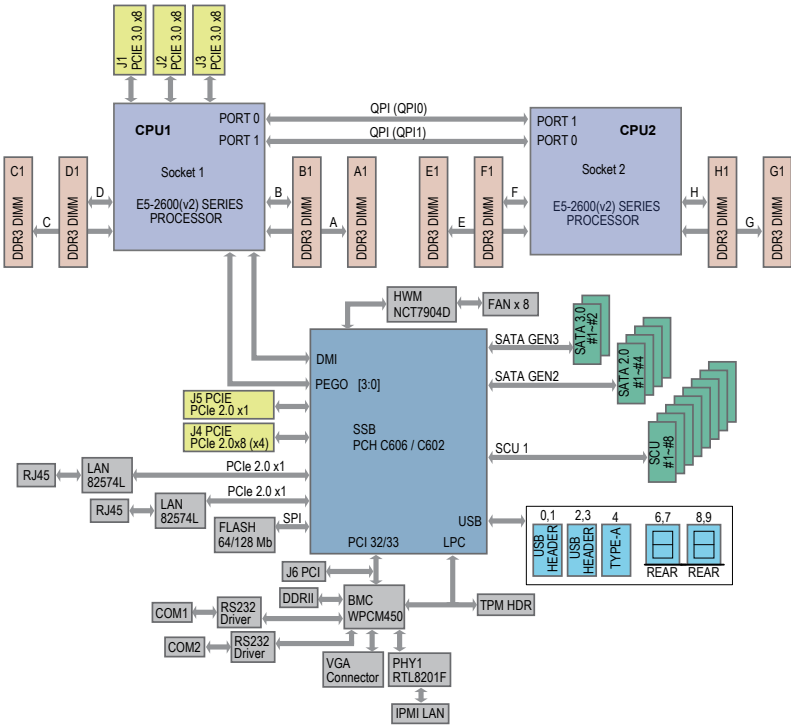 J1
PCIE 3.0 x8
J2
PCIE 3.0 x8
J3
PCIE 3.0 x8
CPU1
PORT 0
PORT 1
Socket 1
E5-2600(v2) SERIES
PROCESSOR
QPI (QPI0)
QPI (QPI1)
PORT 1
PORT 0
CPU2
Socket 2
E5-2600(v2) SERIES
PROCESSOR
C1
DDR3 DIMM
D1
DDR3 DIMM
C
D
B1
DDR3 DIMM
A1
DDR3 DIMM
B
A
E1
DDR3 DIMM
F1
DDR3 DIMM
E
F
H1
DDR3 DIMM
G1
DDR3 DIMM
H
G
HWM
NCT7904D
FAN x 8
DMI
PEGO [3:0]
SSB
PCH C606 / C602
USB
PCI 32/33
LPC
SATA GEN3
SATA 3.0
#1~#2
SATA GEN2
SATA 2.0
#1~#4
SCU 1
SCU
#1~#8
J5 PCIE
PCIe 2.0 x1
J4 PCIE
PCIe 2.0x8 (x4)
RJ45
LAN
82574L
PCIe 2.0 x1
RJ45
LAN
82574L
PCIe 2.0 x1
FLASH
64/128 Mb
SPI
0,1
USB
HEADER
2,3
USB
HEADER
4
TYPE-A
6,7
REAR
8,9
REAR
J6 PCI
DDRII
BMC
WPCM450
TPM HDR
COM1
RS232
Driver
COM2
RS232
Driver
VGA
Connector
PHY1
RTL8201F
IPMI LAN